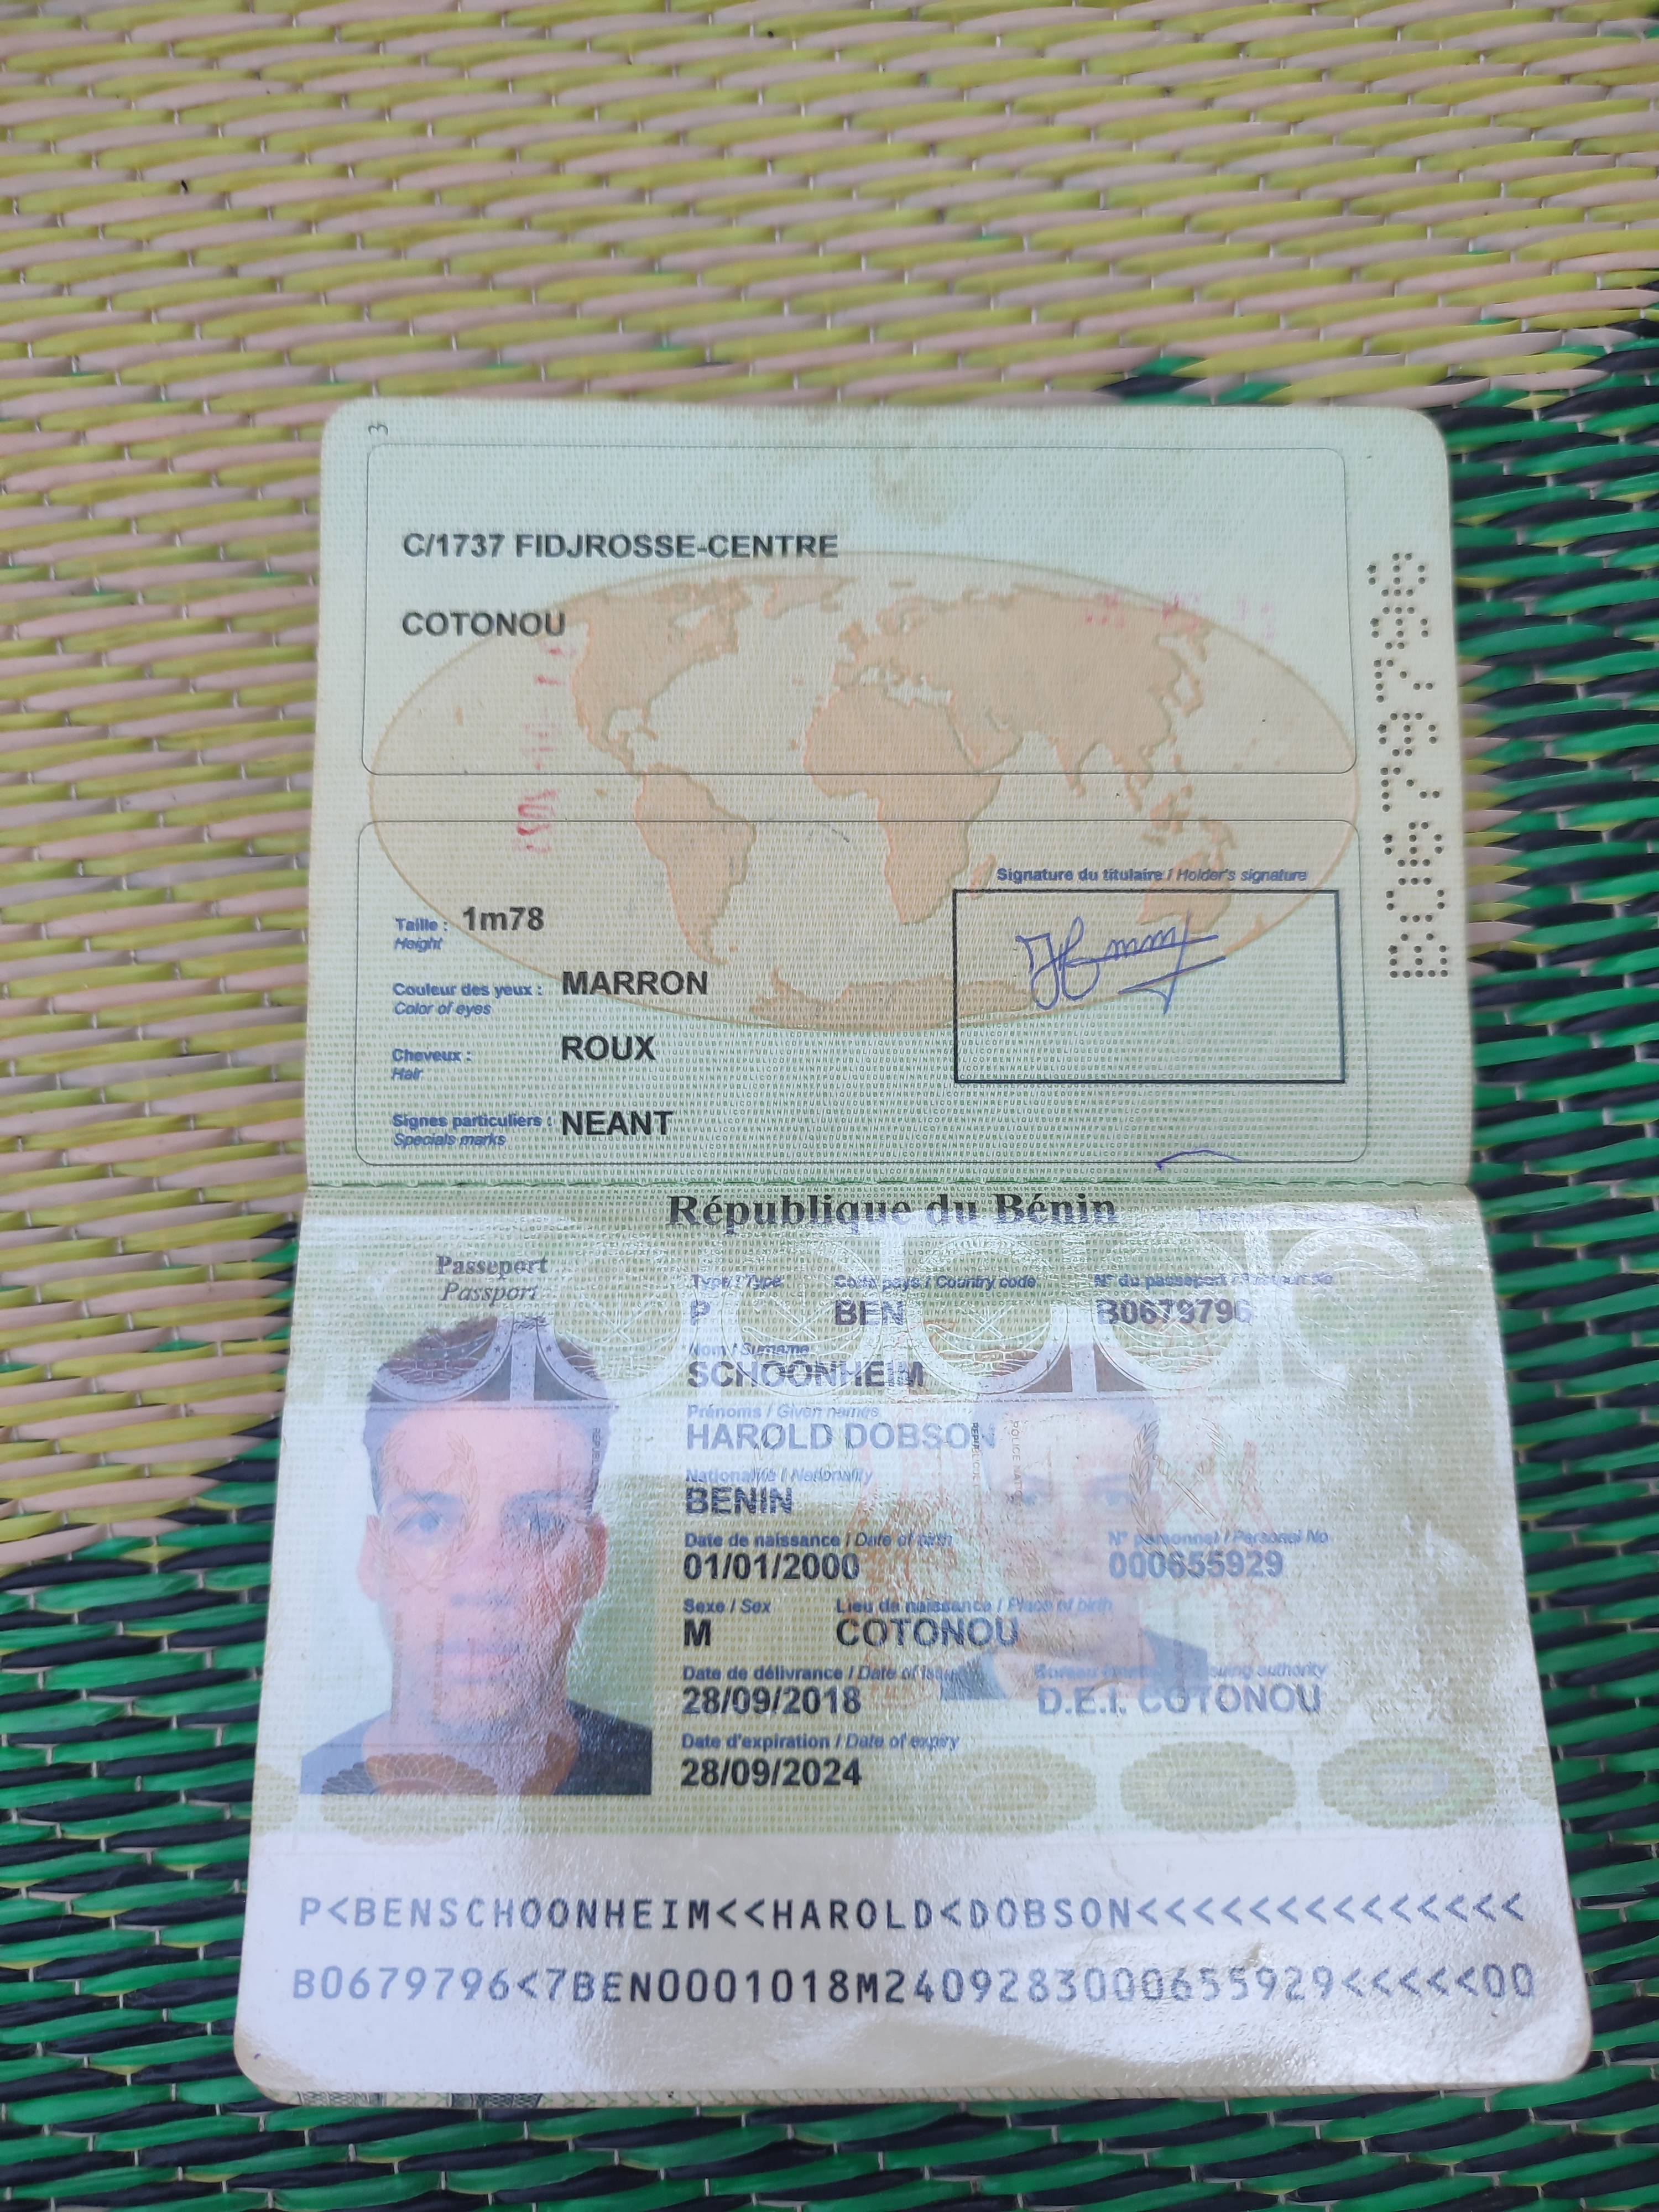 3
C/1737 FIDJROSSE-CENTRE
COTONOU
Signature du titulaire / Holder's signature
Taille : 1m78
Height
Couleur des yeux : MARRON
Color of eyes
Cheveux : ROUX
Hair
Signes particuliers : NEANT
Specials marks
B0679796
République du Bénin
Passeport
Passport
Type / Type Code pays / Country code N° du passeport / Passport No
P BEN B0679796
Nom / Surname
SCHOONHEIM
Prénoms / Given names
HAROLD DOBSON
Nationalité / Nationality
BENIN
Date de naissance / Date of birth N° personnel / Personal No
01/01/2000 000655929
Sexe / Sex Lieu de naissance / Place of birth
M COTONOU
Date de délivrance / Date of issue Bureau issuing authority
28/09/2018 D.E.I. COTONOU
Date d'expiration / Date of expiry
28/09/2024
P<BENSCHOONHEIM<<HAROLD<DOBSON<<<<<<<<<<<<<<
B0679796<7BEN0001018M2409283000655929<<<<<00